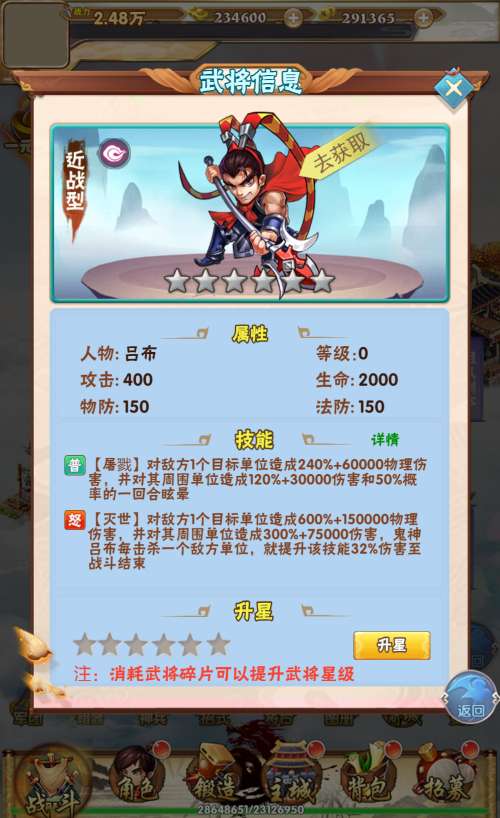 战力 2.48万
234600
291365
武将信息
近战型
去获取
属性
人物: 吕布 等级:0
攻击: 400 生命: 2000
物防: 150 法防: 150
技能 详情
普 【屠戮】对敌方1个目标单位造成240%+60000物理伤
害，并对其周围单位造成120%+30000伤害和50%概
率的一回合眩晕
怒 【灭世】对敌方1个目标单位造成600%+150000物理
伤害，并对其周围单位造成300%+75000伤害，鬼神
吕布每击杀一个敌方单位，就提升该技能32%伤害至
战斗结束
升星
升星
注：消耗武将碎片可以提升武将星级
返回
军团
战斗 角色 锻造 主城 背包 招募
28648651/23126950